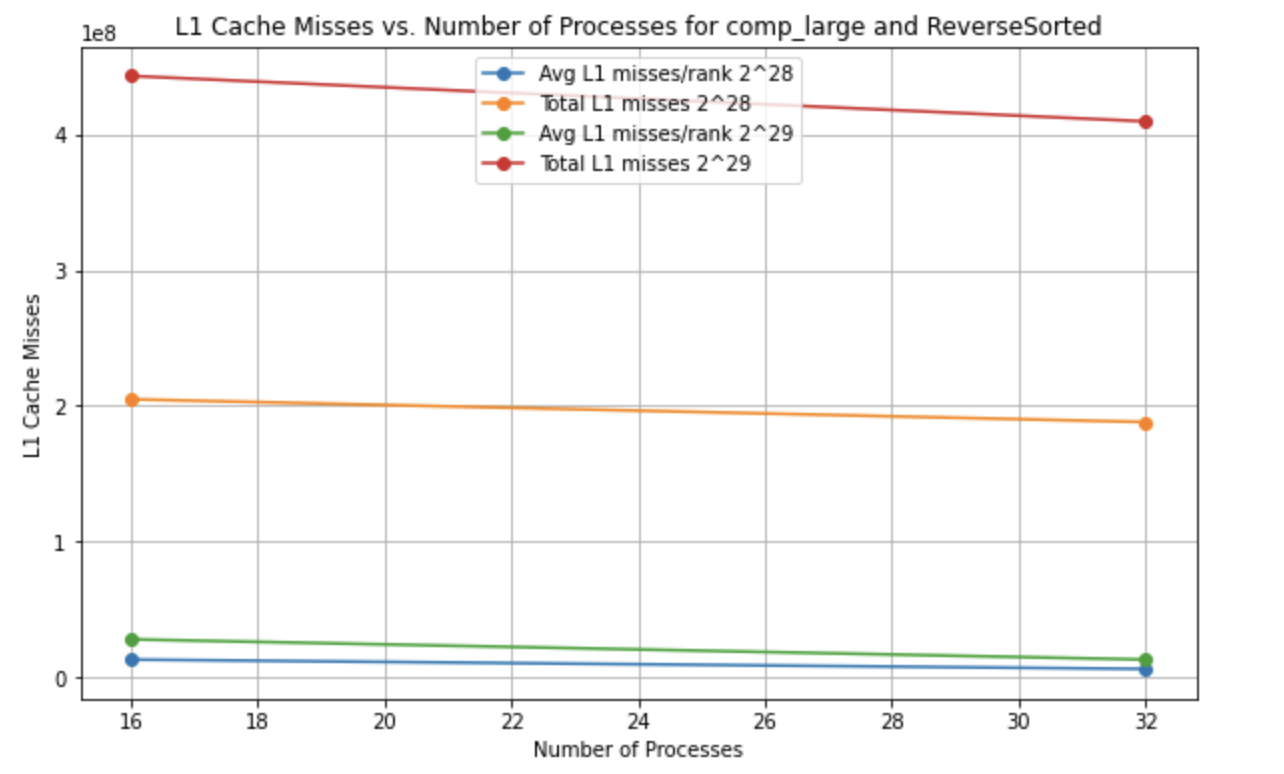 L1 Cache Misses vs. Number of Processes for comp_large and ReverseSorted
1e8
Avg L1 misses/rank 2^28
Total L1 misses 2^28
Avg L1 misses/rank 2^29
Total L1 misses 2^29
4
3
2
1
0
L1 Cache Misses
16 18 20 22 24 26 28 30 32
Number of Processes